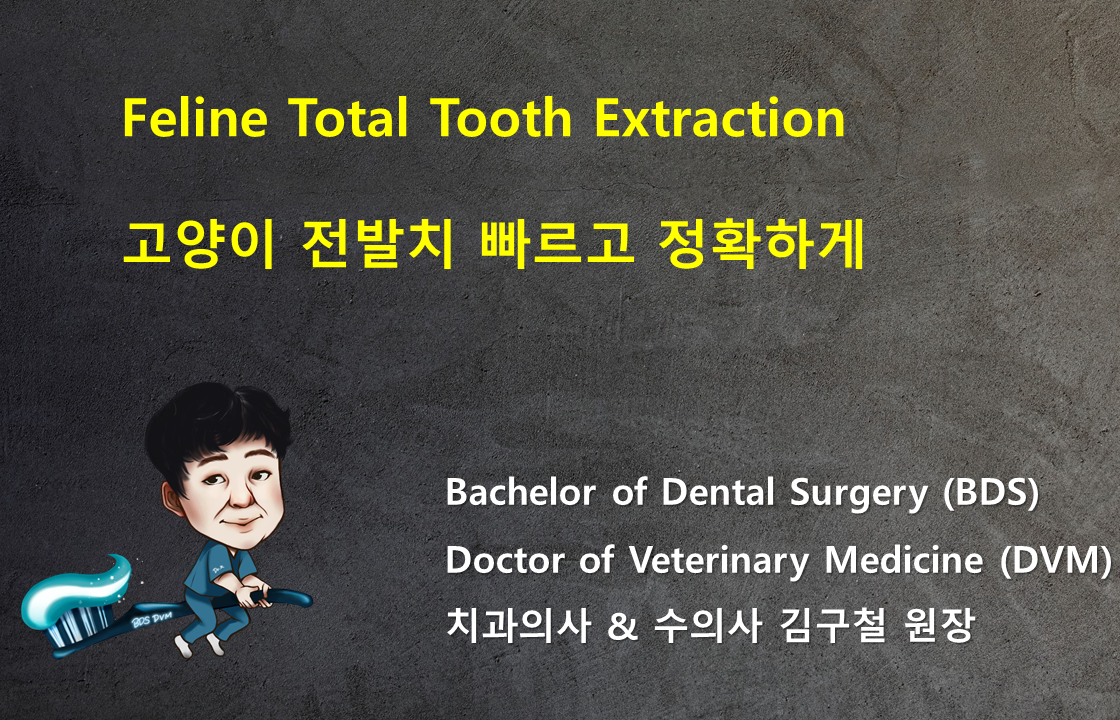 Feline Total Tooth Extraction
고양이 전발치 빠르고 정확하게
Bachelor of Dental Surgery (BDS)
Doctor of Veterinary Medicine (DVM)
치과의사 & 수의사 김구철 원장
BDS DVM